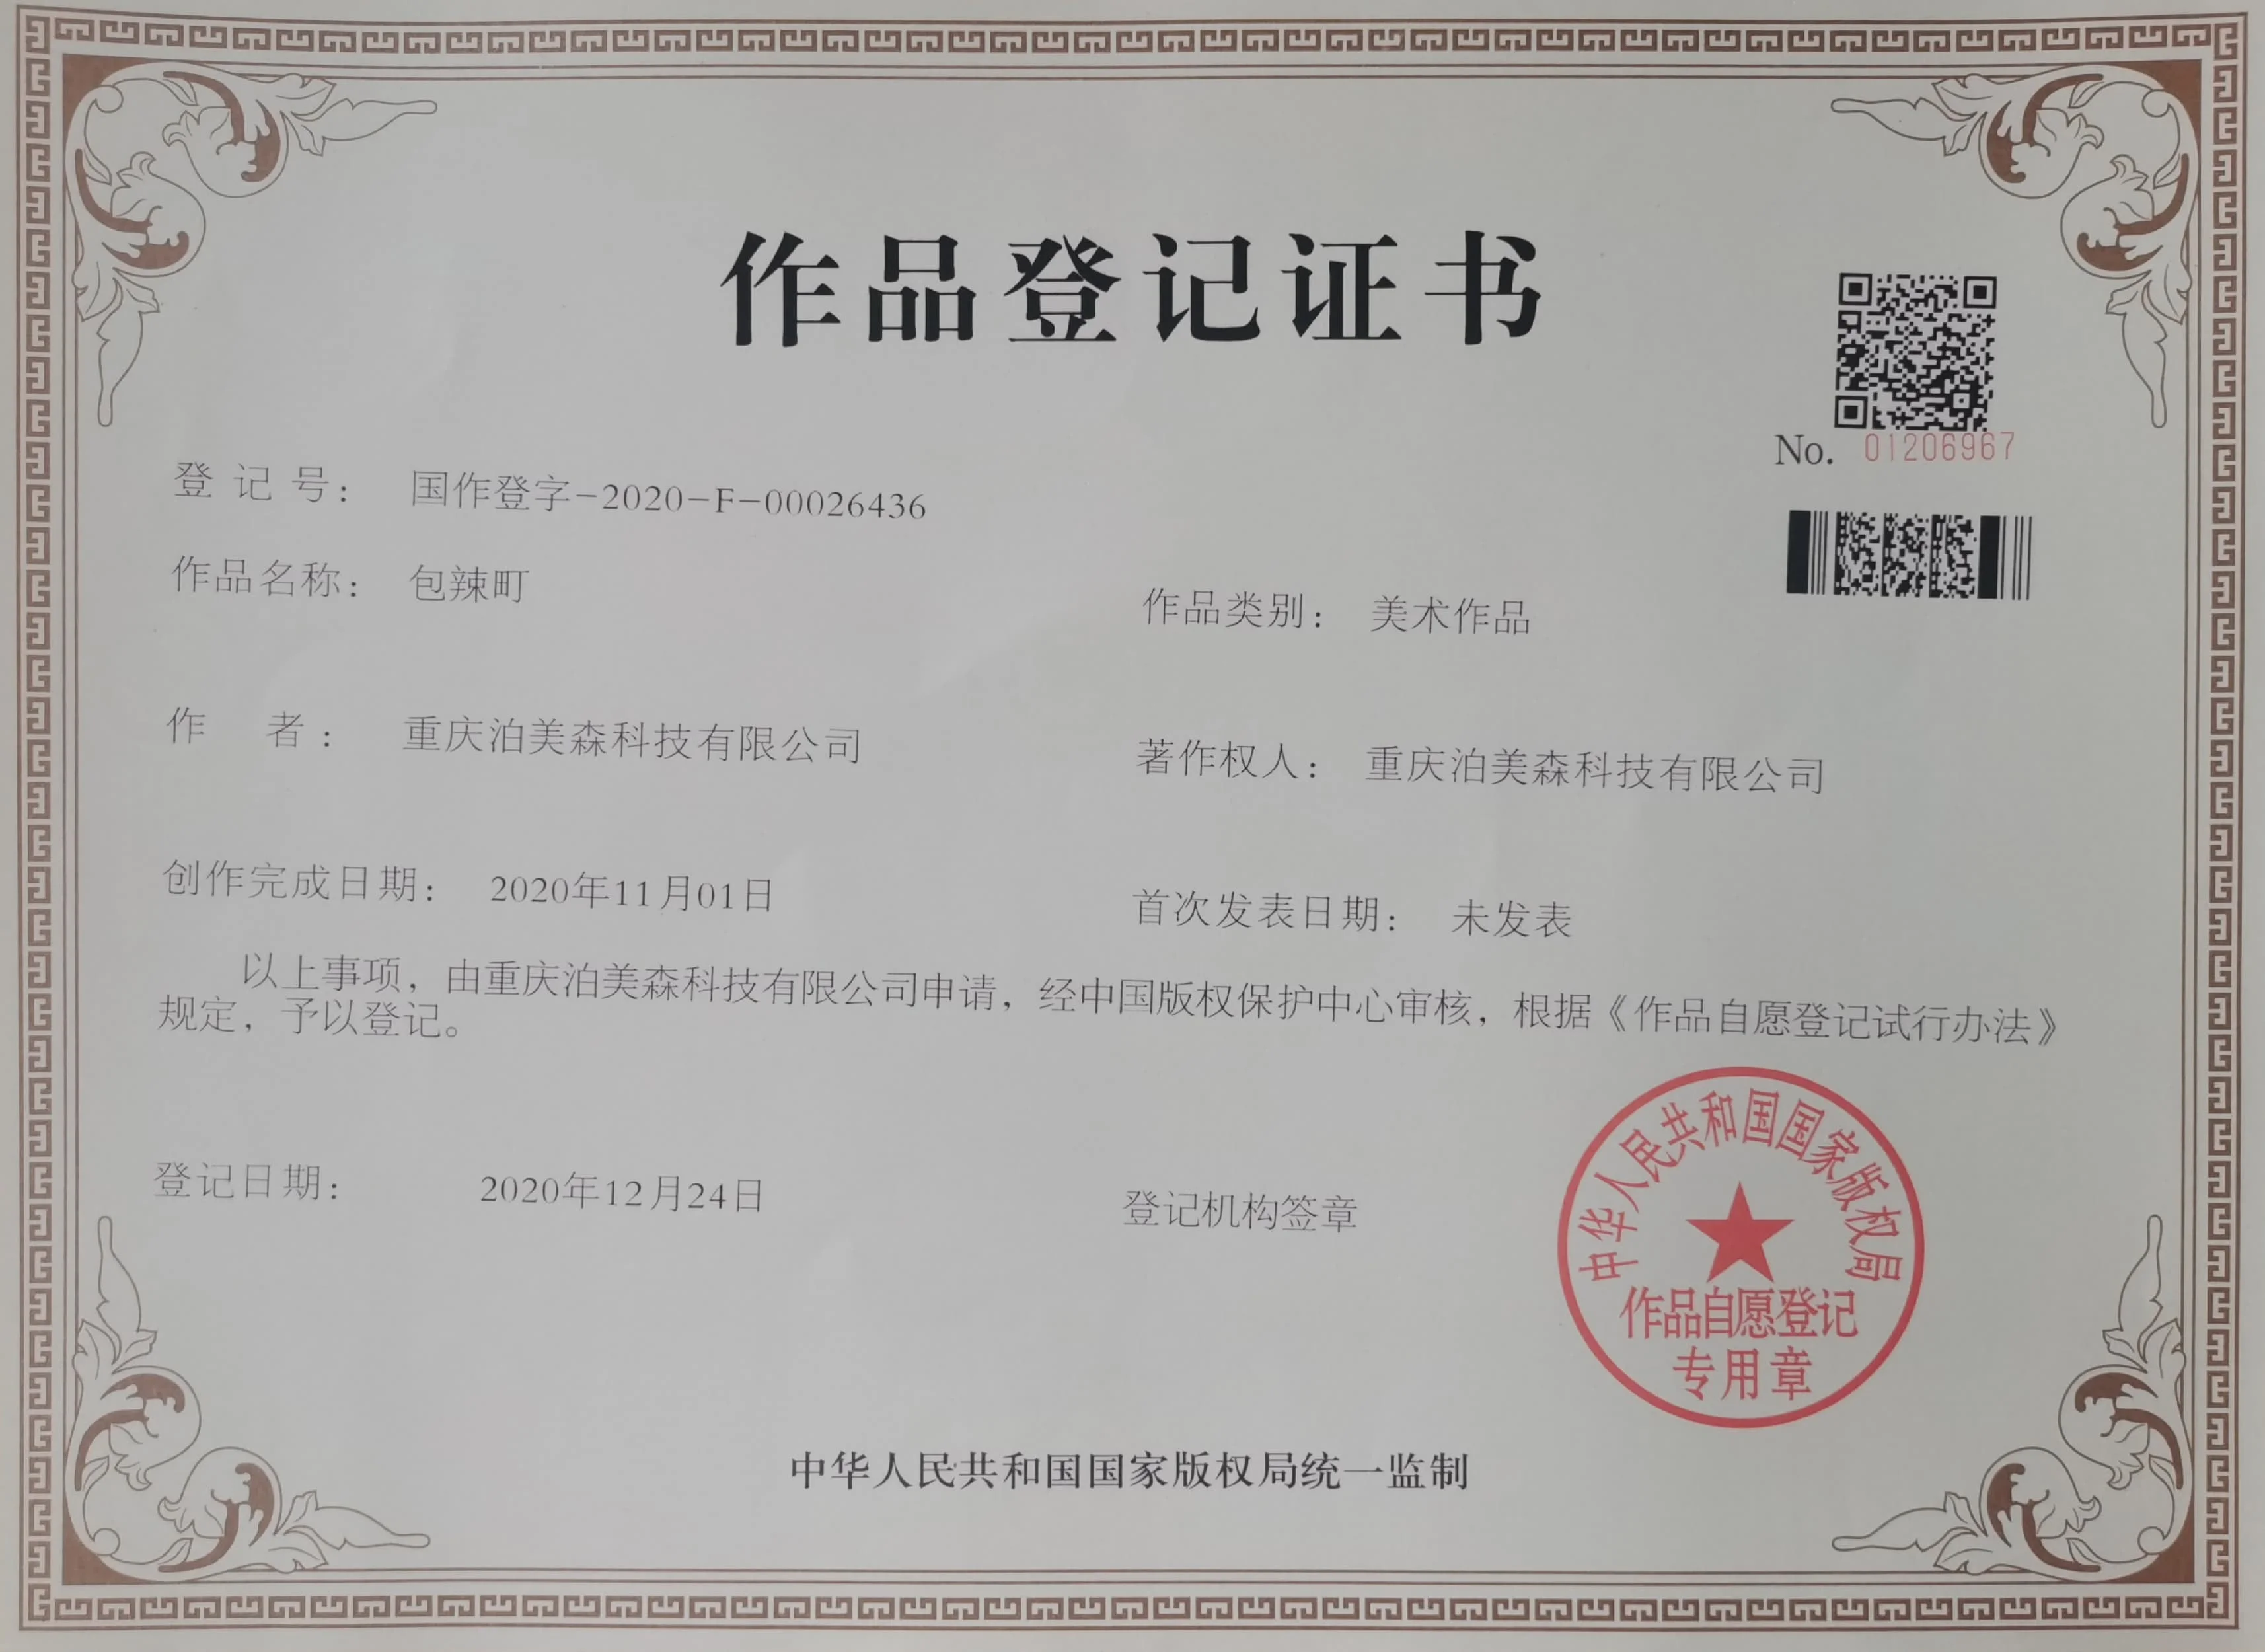 作品登记证书
No. 01206967
登 记 号： 国作登字-2020-F-00026436
作品名称： 包辣町
作品类别： 美术作品
作 者： 重庆泊美森科技有限公司
著作权人： 重庆泊美森科技有限公司
创作完成日期： 2020年11月01日
首次发表日期： 未发表
以上事项，由重庆泊美森科技有限公司申请，经中国版权保护中心审核，根据《作品自愿登记试行办法》
规定，予以登记。
登记日期： 2020年12月24日
登记机构签章
中华人民共和国国家版权局
作品自愿登记
专用章
中华人民共和国国家版权局统一监制